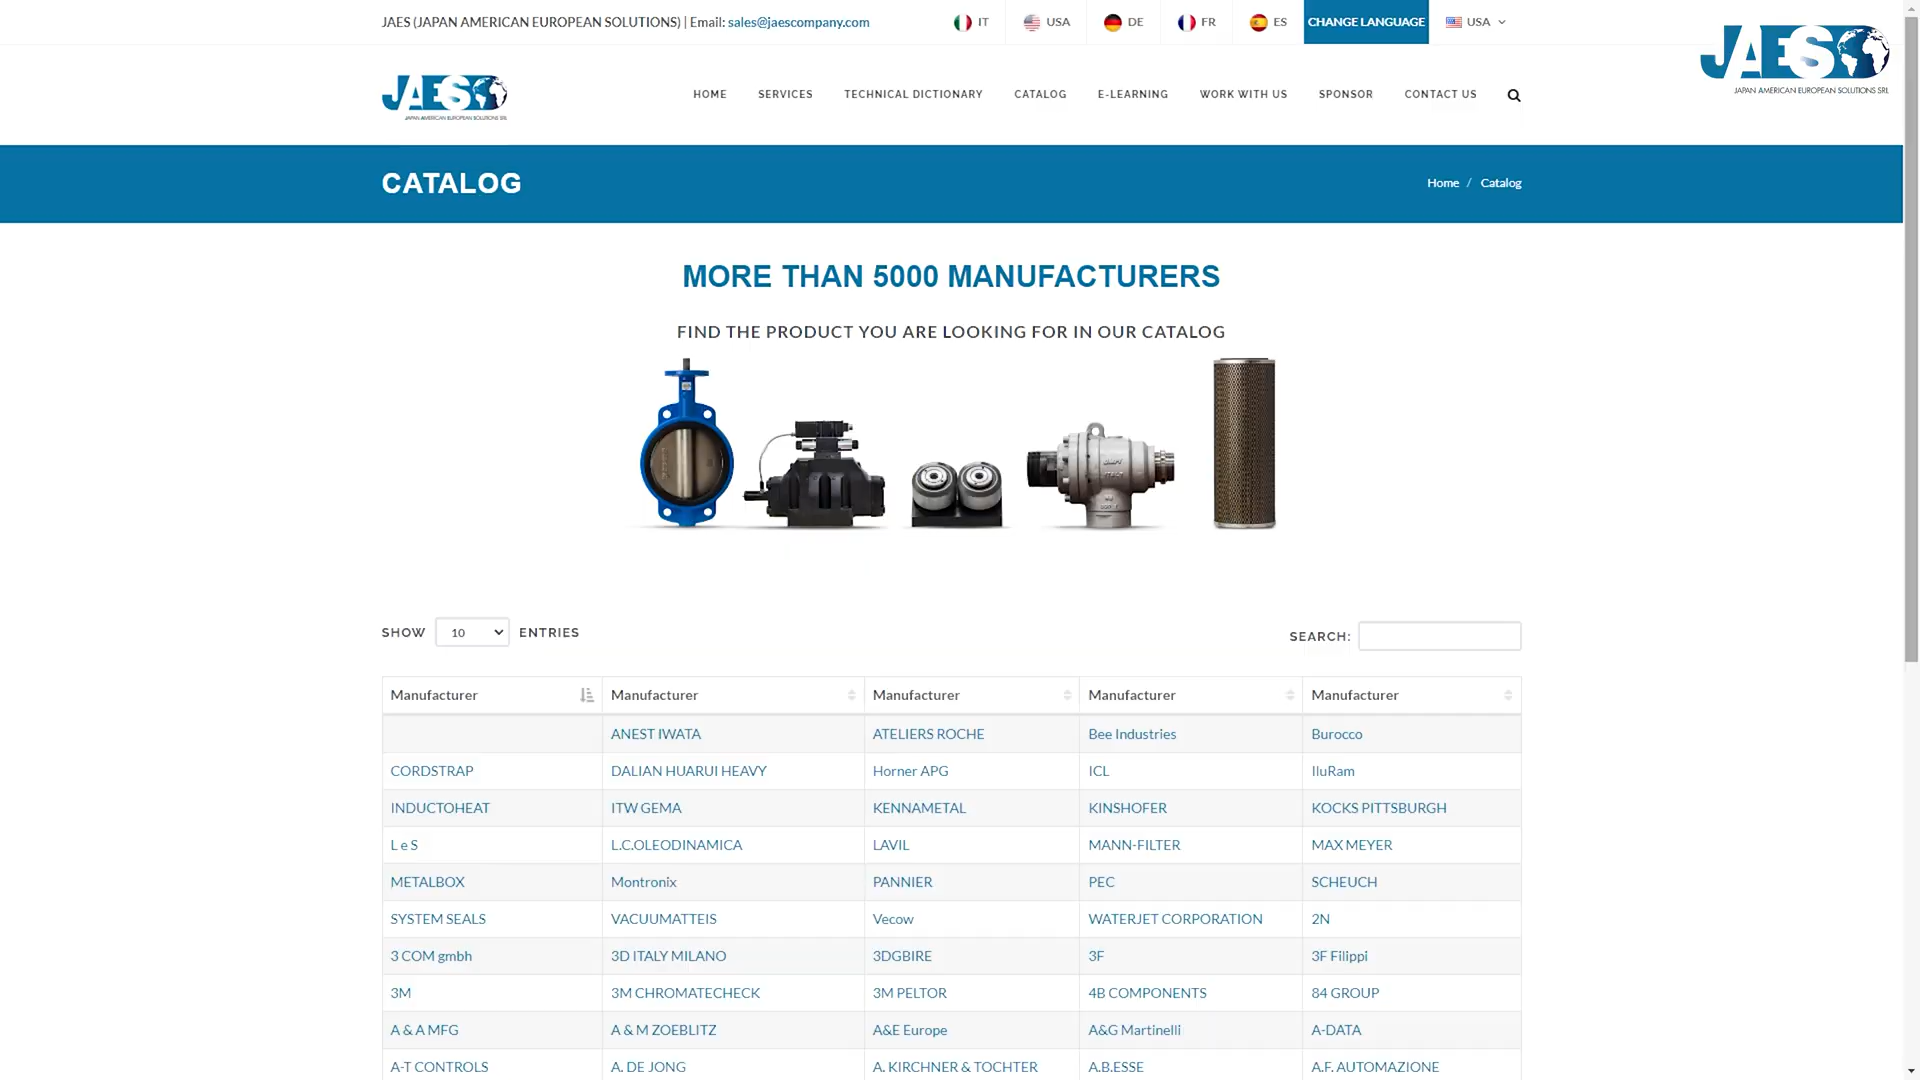 JAES (JAPAN AMERICAN EUROPEAN SOLUTIONS) | Email: sales@jaescompany.com
IT USA DE FR ES CHANGE LANGUAGE USA
JAES
JAPAN AMERICAN EUROPEAN SOLUTIONS SRL
JAES
JAPAN AMERICAN EUROPEAN SOLUTIONS SRL
HOME SERVICES TECHNICAL DICTIONARY CATALOG E-LEARNING WORK WITH US SPONSOR CONTACT US
CATALOG
Home / Catalog
MORE THAN 5000 MANUFACTURERS
FIND THE PRODUCT YOU ARE LOOKING FOR IN OUR CATALOG
SHOW 10 ENTRIES
SEARCH:
Manufacturer Manufacturer Manufacturer Manufacturer Manufacturer
ANEST IWATA ATELIERS ROCHE Bee Industries Burocco
CORDSTRAP DALIAN HUARUI HEAVY Horner APG ICL IluRam
INDUCTOHEAT ITW GEMA KENNAMETAL KINSHOFER KOCKS PITTSBURGH
L e S L.C.OLEODINAMICA LAVIL MANN-FILTER MAX MEYER
METALBOX Montronix PANNIER PEC SCHEUCH
SYSTEM SEALS VACUUMATTEIS Vecow WATERJET CORPORATION 2N
3 COM gmbh 3D ITALY MILANO 3DGBIRE 3F 3F Filippi
3M 3M CHROMATECHECK 3M PELTOR 4B COMPONENTS 84 GROUP
A & A MFG A & M ZOEBLITZ A&E Europe A&G Martinelli A-DATA
A-T CONTROLS A. DE JONG A. KIRCHNER & TOCHTER A.B.ESSE A.F. AUTOMAZIONE